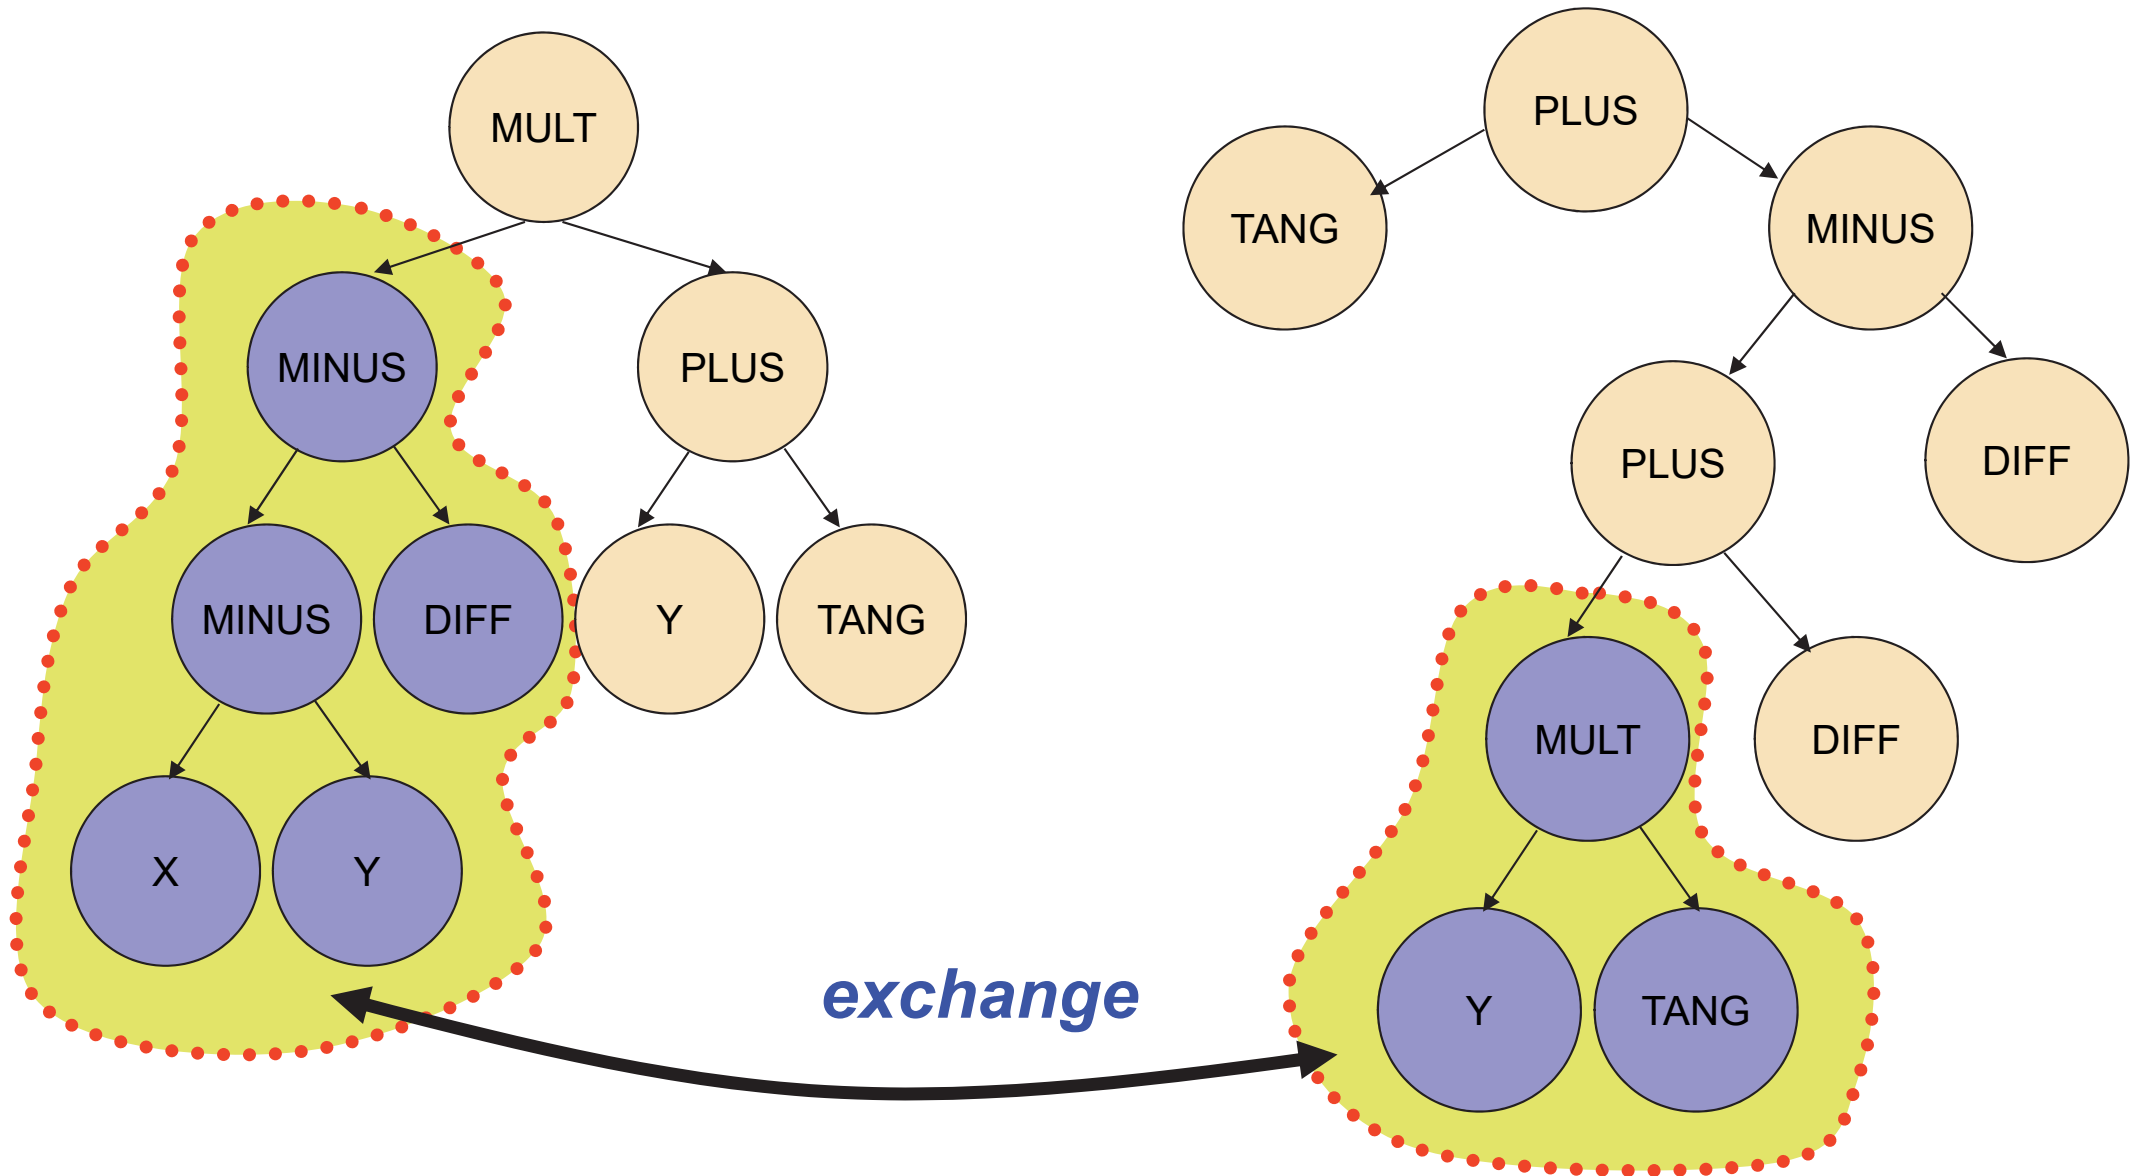 MULT
MINUS
PLUS
MINUS
DIFF
Y
TANG
X
Y
PLUS
TANG
MINUS
PLUS
DIFF
MULT
DIFF
Y
TANG
exchange